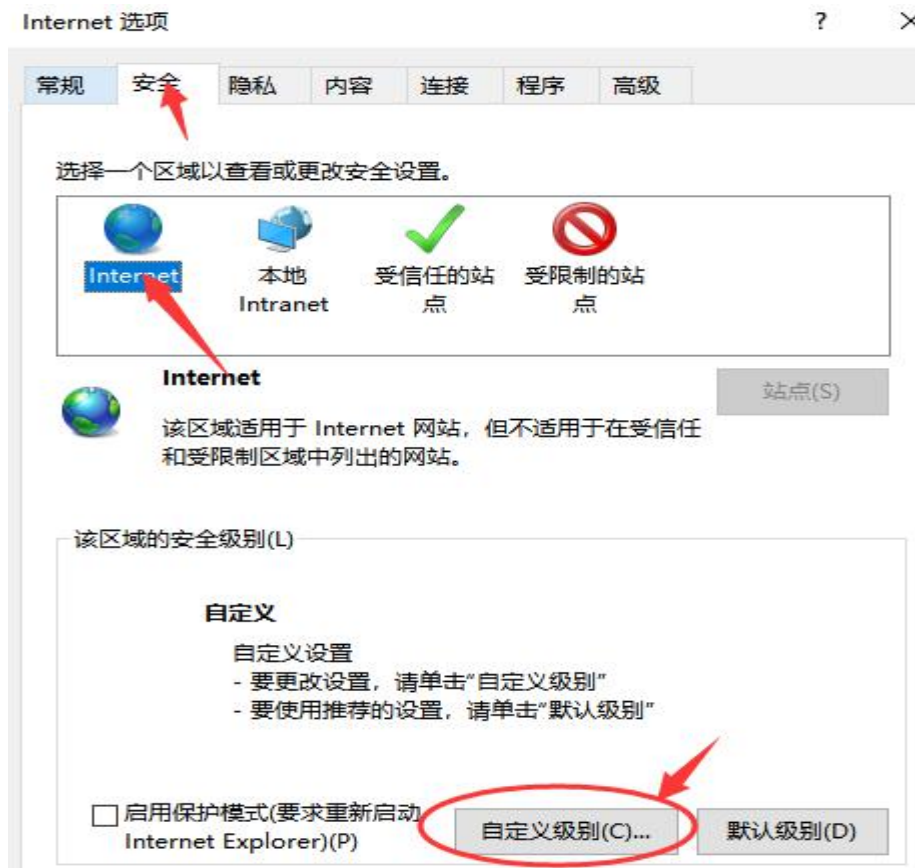 Internet 选项
?
常规 安全 隐私 内容 连接 程序 高级
选择一个区域以查看或更改安全设置。
Internet 本地 受信任的站 受限制的站
Intranet 点 点
Internet
站点(S)
该区域适用于 Internet 网站，但不适用于在受信任
和受限制区域中列出的网站。
该区域的安全级别(L)
自定义
自定义设置
- 要更改设置，请单击“自定义级别”
- 要使用推荐的设置，请单击“默认级别”
启用保护模式(要求重新启动
Internet Explorer)(P)
自定义级别(C)... 默认级别(D)